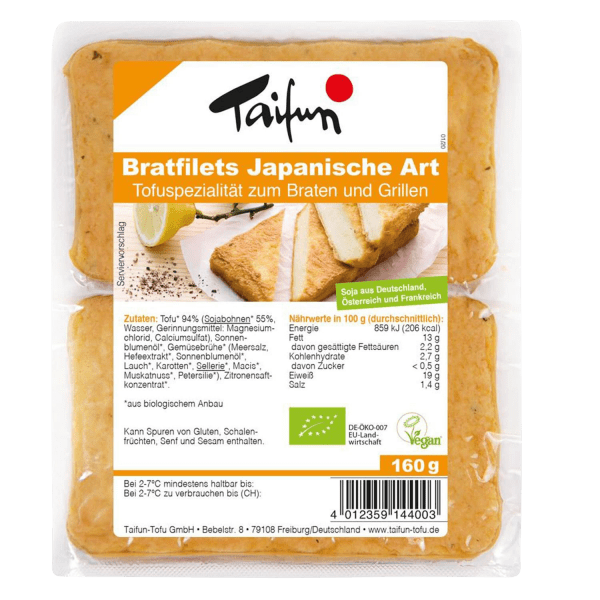 Taifun
01/20
Bratfilets Japanische Art
Tofuspezialität zum Braten und Grillen
Serviervorschlag
Soja aus Deutschland,
Österreich und Frankreich
Zutaten: Tofu* 94% (Sojabohnen* 55%,
Wasser, Gerinnungsmittel: Magnesium-
chlorid, Calciumsulfat), Sonnen-
blumenöl*, Gemüsebrühe* (Meersalz,
Hefeextrakt*, Sonnenblumenöl*,
Lauch*, Karotten*, Sellerie*, Macis*,
Muskatnuss*, Petersilie*), Zitronensaft-
konzentrat*.
*aus biologischem Anbau
Kann Spuren von Gluten, Schalen-
früchten, Senf und Sesam enthalten.
Nährwerte in 100 g (durchschnittlich):
Energie 859 kJ (206 kcal)
Fett 13 g
davon gesättigte Fettsäuren 2,2 g
Kohlenhydrate 2,7 g
davon Zucker < 0,5 g
Eiweiß 19 g
Salz 1,4 g
DE-ÖKO-007
EU-Land-
wirtschaft
Vegan
160 g
Bei 2-7°C mindestens haltbar bis:
Bei 2-7°C zu verbrauchen bis (CH):
4 012359 144003
Taifun-Tofu GmbH • Bebelstr. 8 • 79108 Freiburg/Deutschland • www.taifun-tofu.de